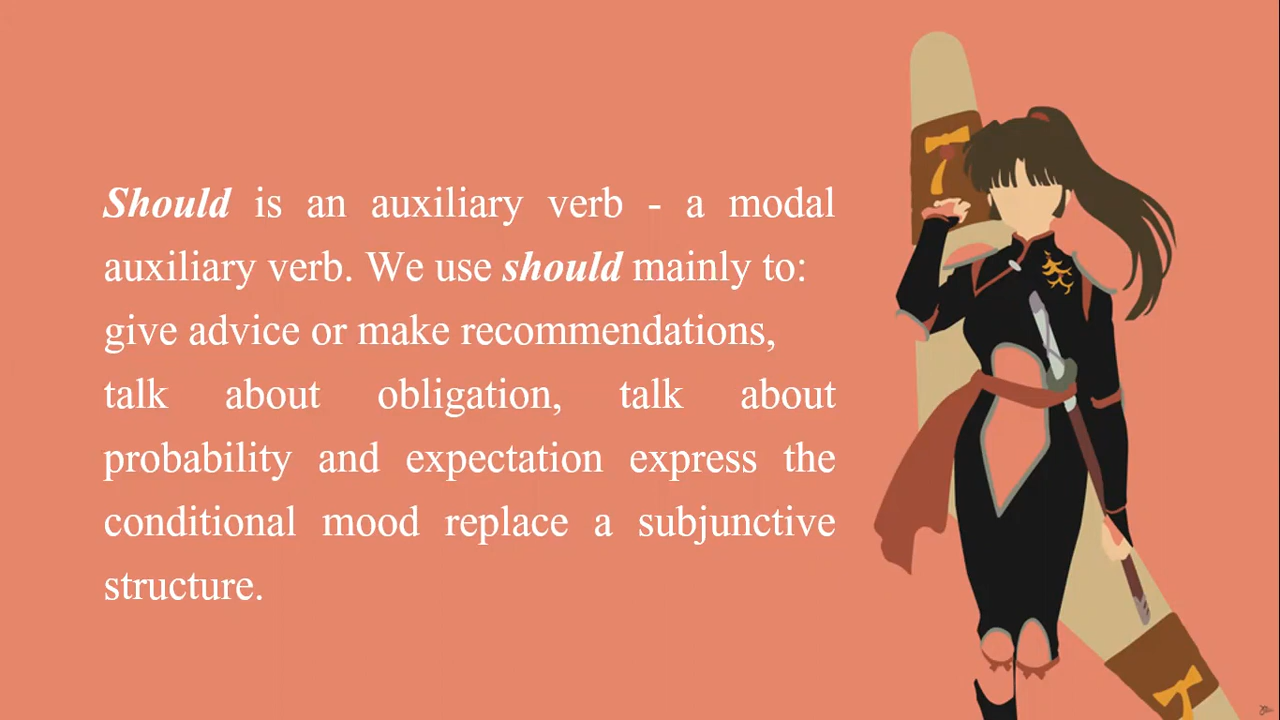 Should is an auxiliary verb - a modal
auxiliary verb. We use should mainly to:
give advice or make recommendations,
talk about obligation, talk about
probability and expectation express the
conditional mood replace a subjunctive
structure.